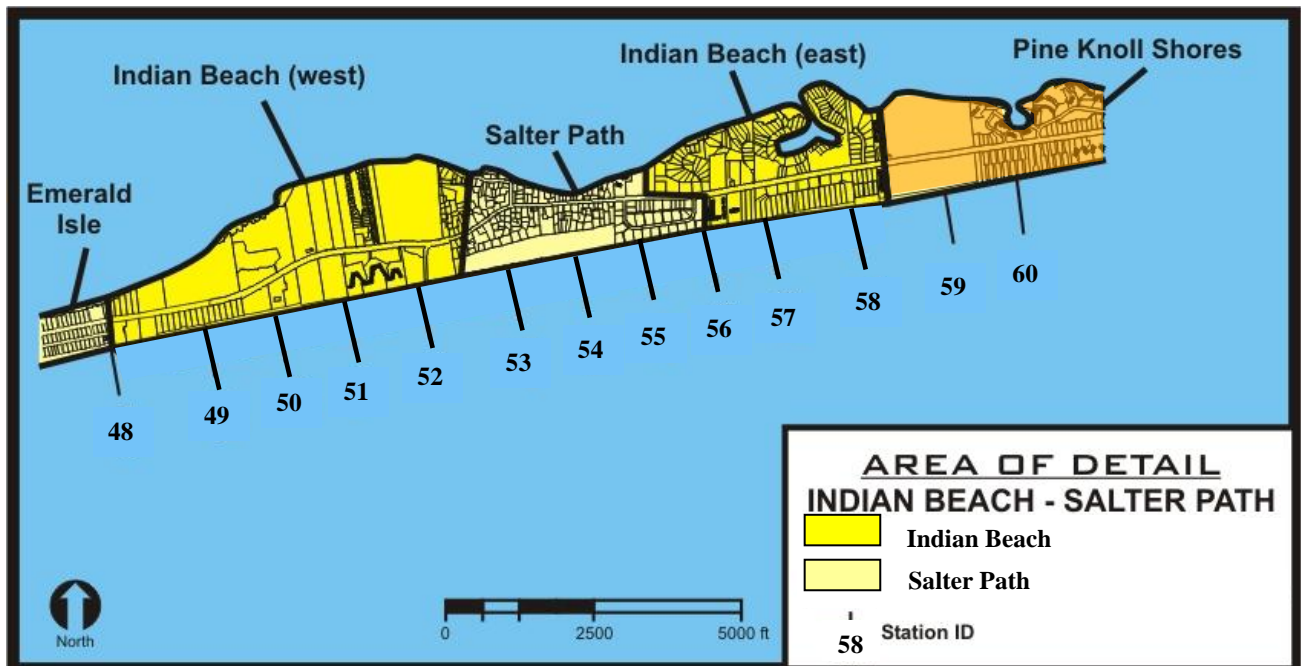 Pine Knoll Shores
Indian Beach (east)
Indian Beach (west)
Salter Path
Emerald
Isle
48
49
50
51
52
53
54
55
56
57
58
59
60
AREA OF DETAIL
INDIAN BEACH - SALTER PATH
Indian Beach
Salter Path
58 Station ID
North
0 2500 5000 ft